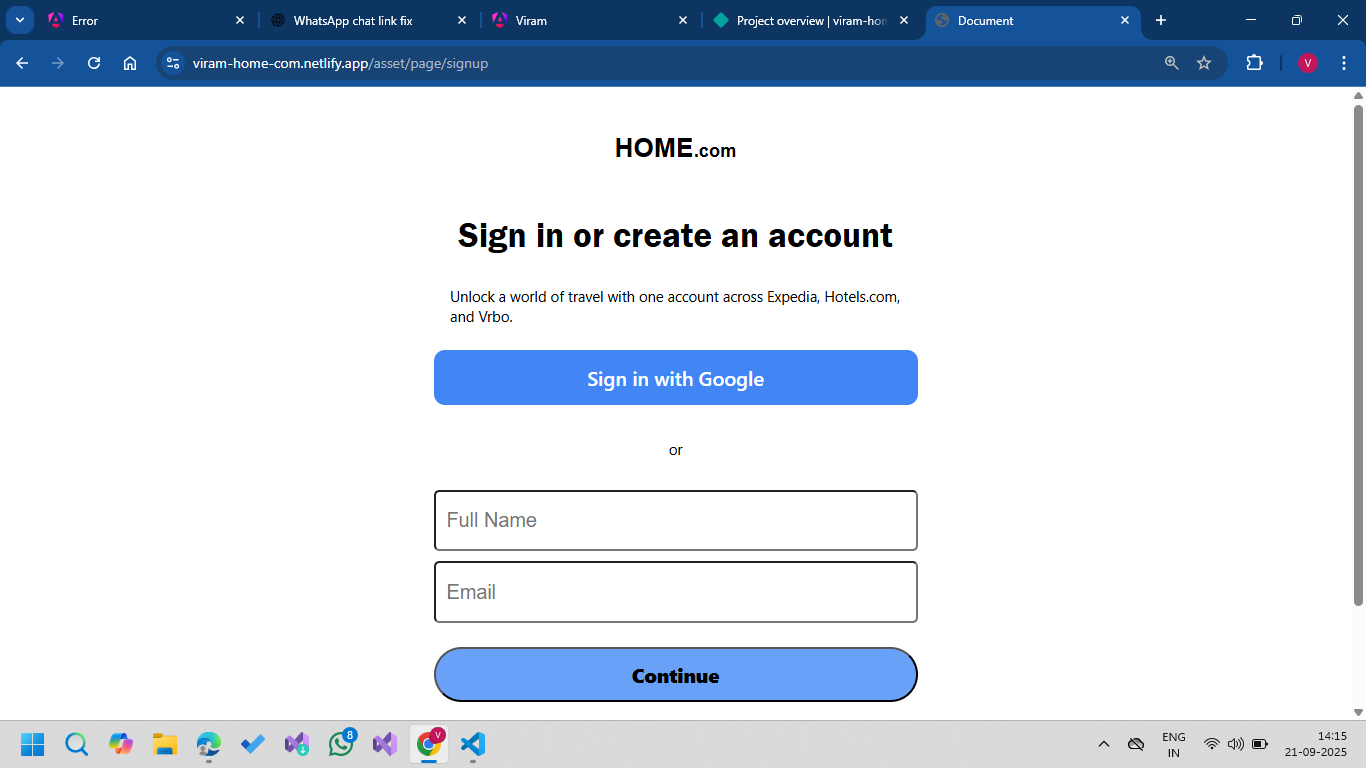 Error
WhatsApp chat link fix
Viram
Project overview | viram-hom
Document
viram-home-com.netlify.app/asset/page/signup
V
HOME.com
Sign in or create an account
Unlock a world of travel with one account across Expedia, Hotels.com,
and Vrbo.
Sign in with Google
or
Full Name
Email
Continue
8
V
ENG
IN
14:15
21-09-2025